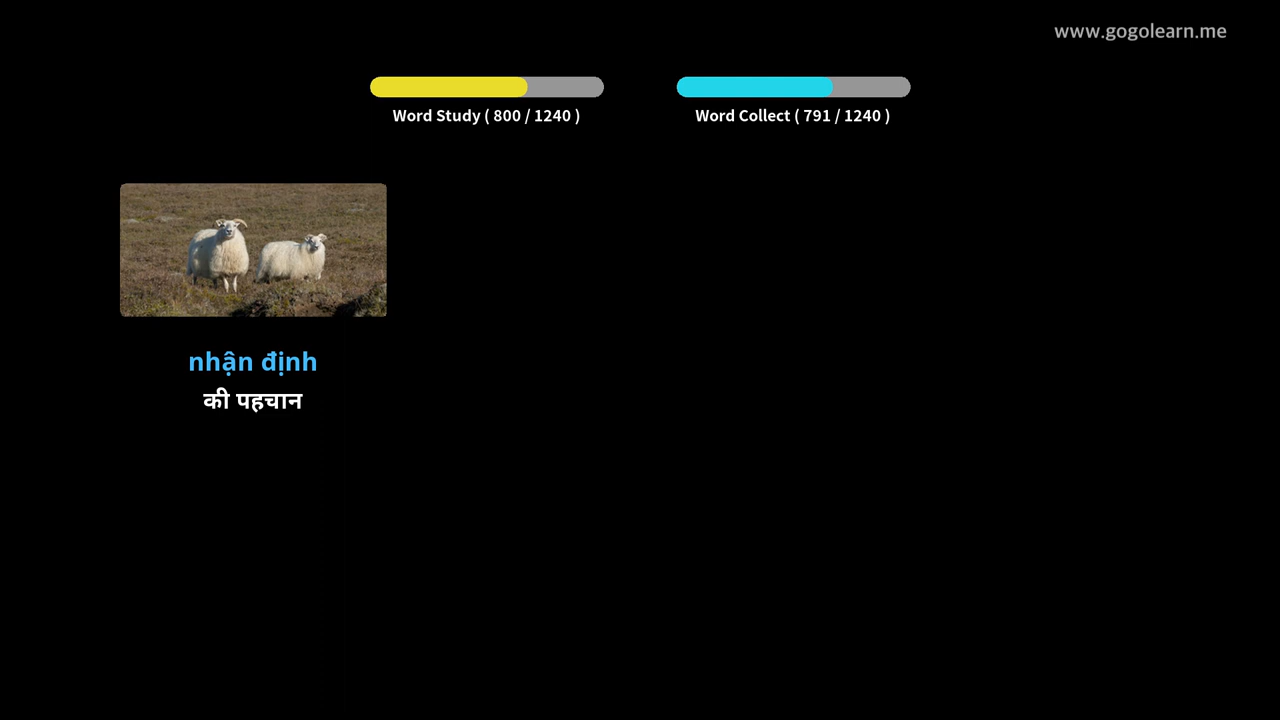 www.gogolearn.me
Word Study ( 800 / 1240 )
Word Collect ( 791 / 1240 )
nhận định
की पहचान